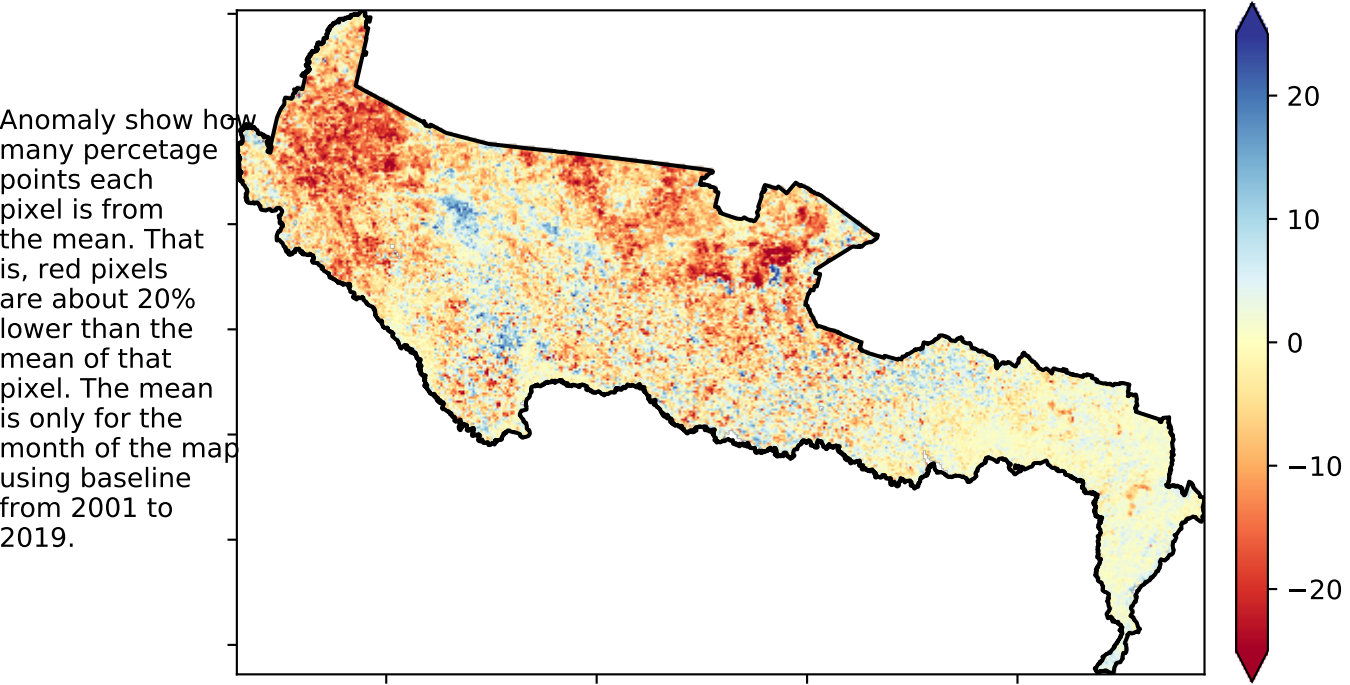 Anomaly show how
many percetage
points each
pixel is from
the mean. That
is, red pixels
are about 20%
lower than the
mean of that
pixel. The mean
is only for the
month of the map
using baseline
from 2001 to
2019.
20
10
0
−10
−20